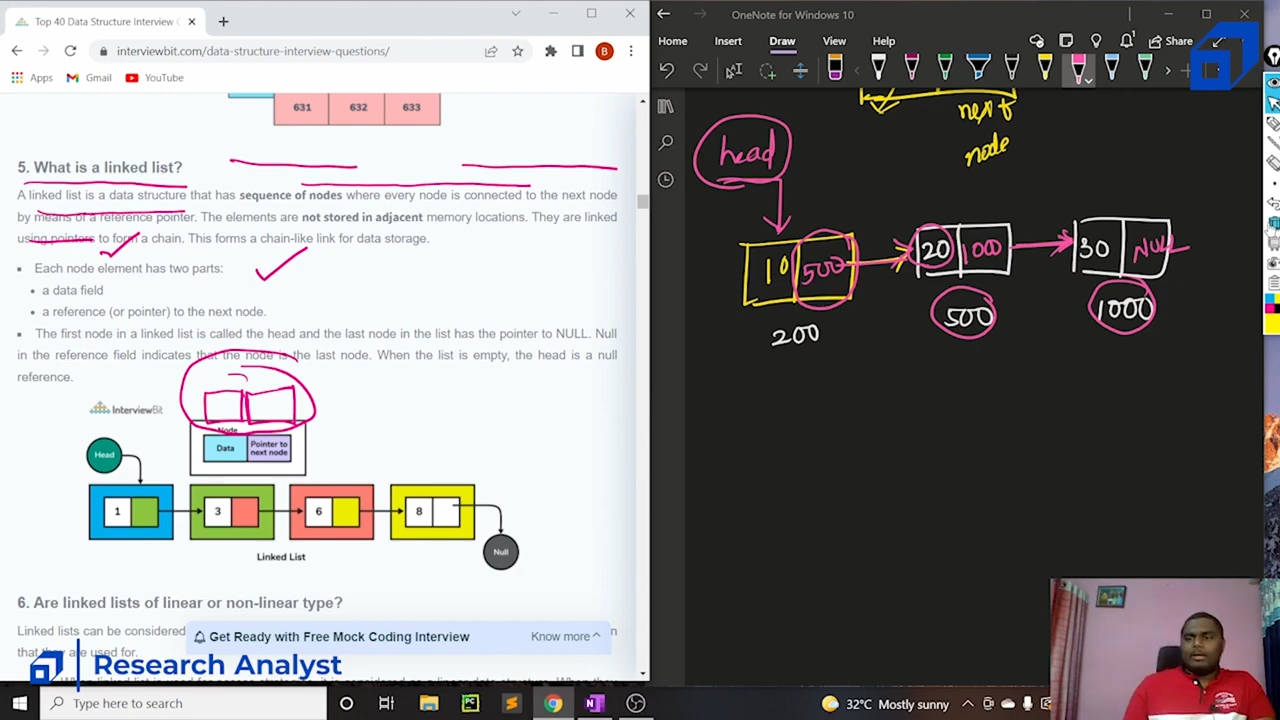 Top 40 Data Structure Interview
OneNote for Windows 10
interviewbit.com/data-structure-interview-questions/
B
Home Insert Draw View Help Share
Apps Gmail YouTube
631 632 633
5. What is a linked list?
A linked list is a data structure that has sequence of nodes where every node is connected to the next node
by means of a reference pointer. The elements are not stored in adjacent memory locations. They are linked
using pointers to form a chain. This forms a chain-like link for data storage.
Each node element has two parts:
a data field
a reference (or pointer) to the next node.
The first node in a linked list is called the head and the last node in the list has the pointer to NULL. Null
in the reference field indicates that the node is the last node. When the list is empty, the head is a null
reference.
InterviewBit
Node
Data
Pointer to
next node
Head
1 3 6 8
Null
Linked List
6. Are linked lists of linear or non-linear type?
Linked lists can be considered
that they are used for.
Get Ready with Free Mock Coding Interview Know more
Research Analyst
next
node
head
10 500 20 1000 30 NULL
200 500 1000
Type here to search
PC
32°C Mostly sunny